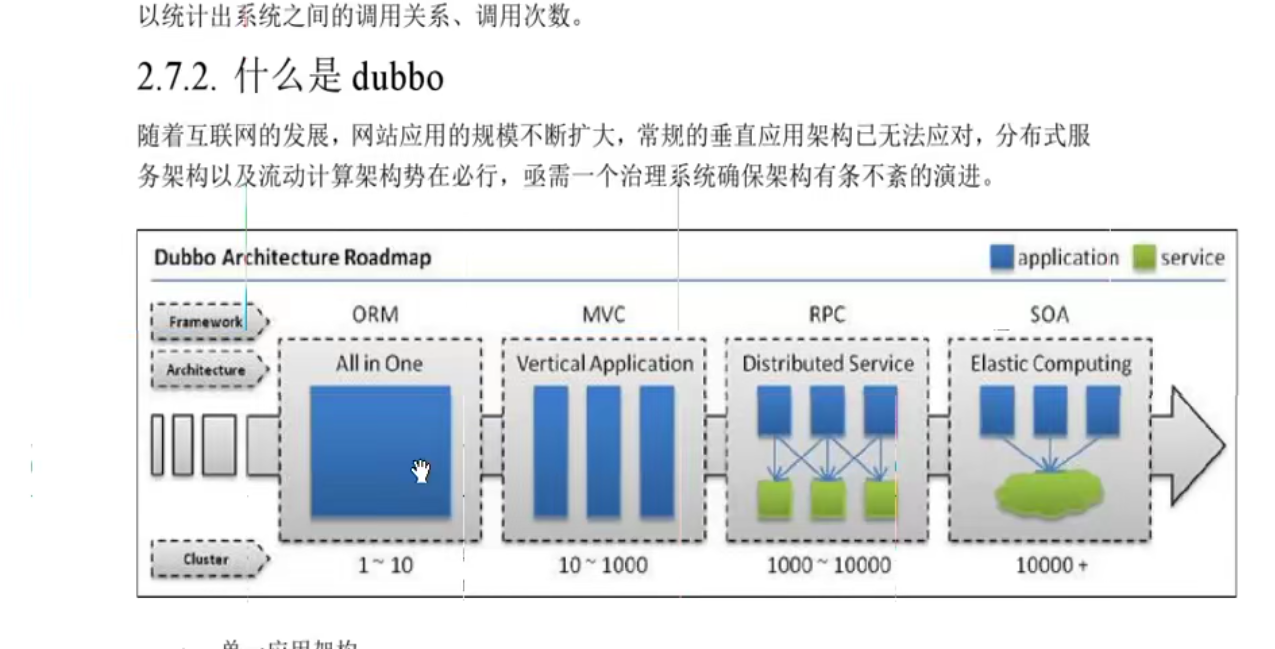 以统计出系统之间的调用关系、调用次数。
2.7.2. 什么是 dubbo
随着互联网的发展，网站应用的规模不断扩大，常规的垂直应用架构已无法应对，分布式服
务架构以及流动计算架构势在必行，亟需一个治理系统确保架构有条不紊的演进。
Dubbo Architecture Roadmap
application
service
Framework
ORM
MVC
RPC
SOA
Architecture
All in One
Vertical Application
Distributed Service
Elastic Computing
Cluster
1 ~ 10
10 ~ 1000
1000 ~ 10000
10000 +
单一应用架构